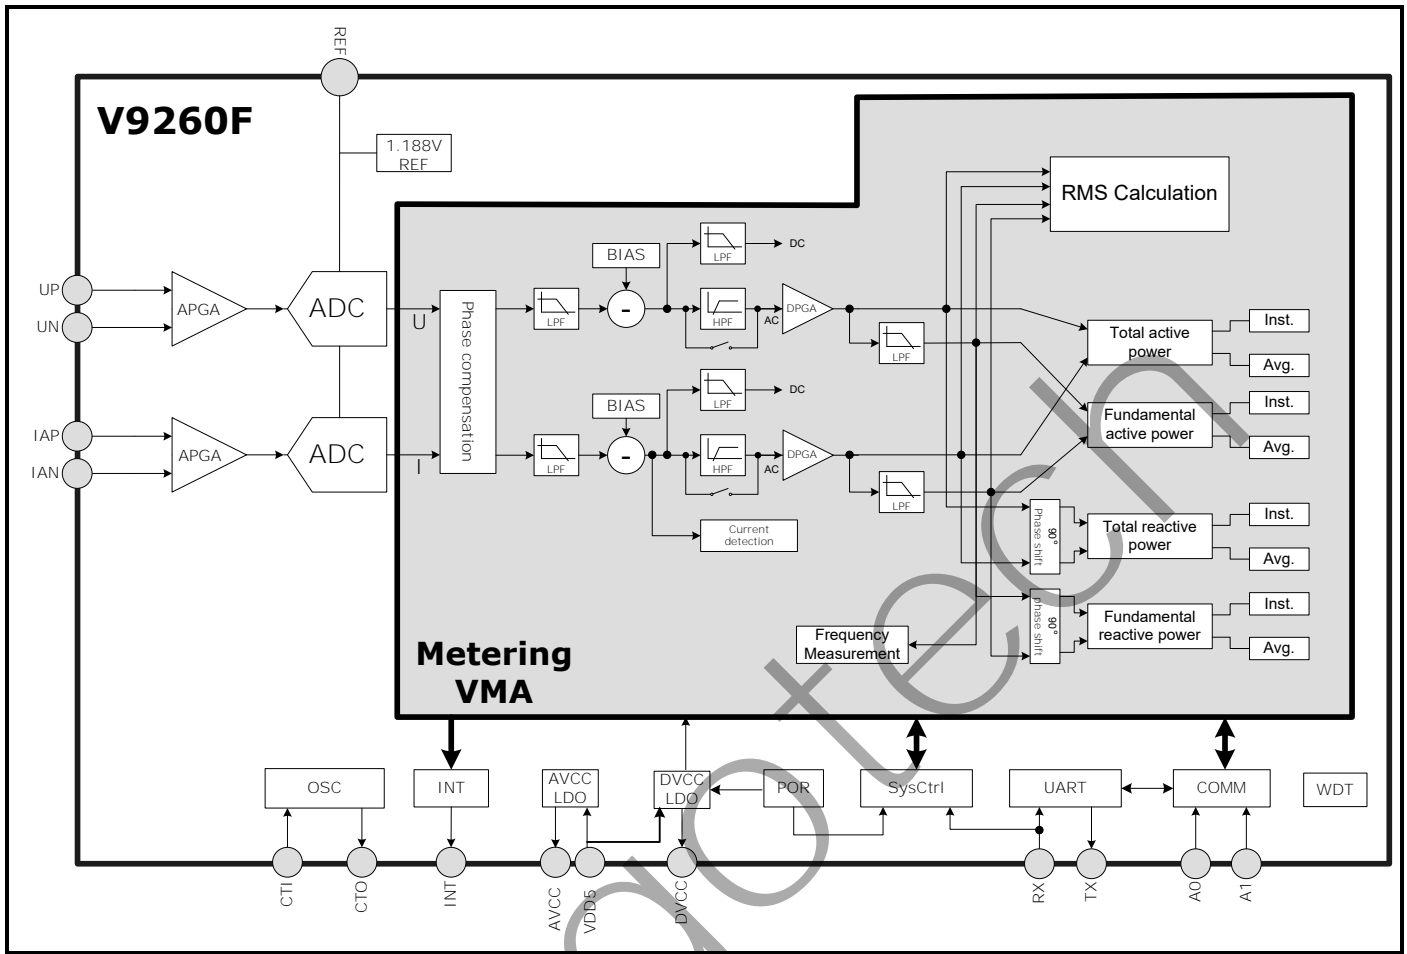 REF
V9260F
1.188V
REF
UP
UN
IAP
IAN
APGA
APGA
ADC
ADC
U
I
Phase compensation
LPF
BIAS
-
LPF
DC
HPF
AC
DPGA
LPF
LPF
BIAS
-
LPF
DC
HPF
AC
DPGA
LPF
Current
detection
RMS Calculation
Total active
power
Inst.
Avg.
Fundamental
active power
Inst.
Avg.
90°
Phase shift
Total reactive
power
Inst.
Avg.
90°
phase shift
Fundamental
reactive power
Inst.
Avg.
Frequency
Measurement
Metering
VMA
OSC
INT
AVCC
LDO
DVCC
LDO
POR
SysCtrl
UART
COMM
WDT
CTI
CTO
INT
AVCC
VDD5
DVCC
RX
TX
A0
A1
gotech